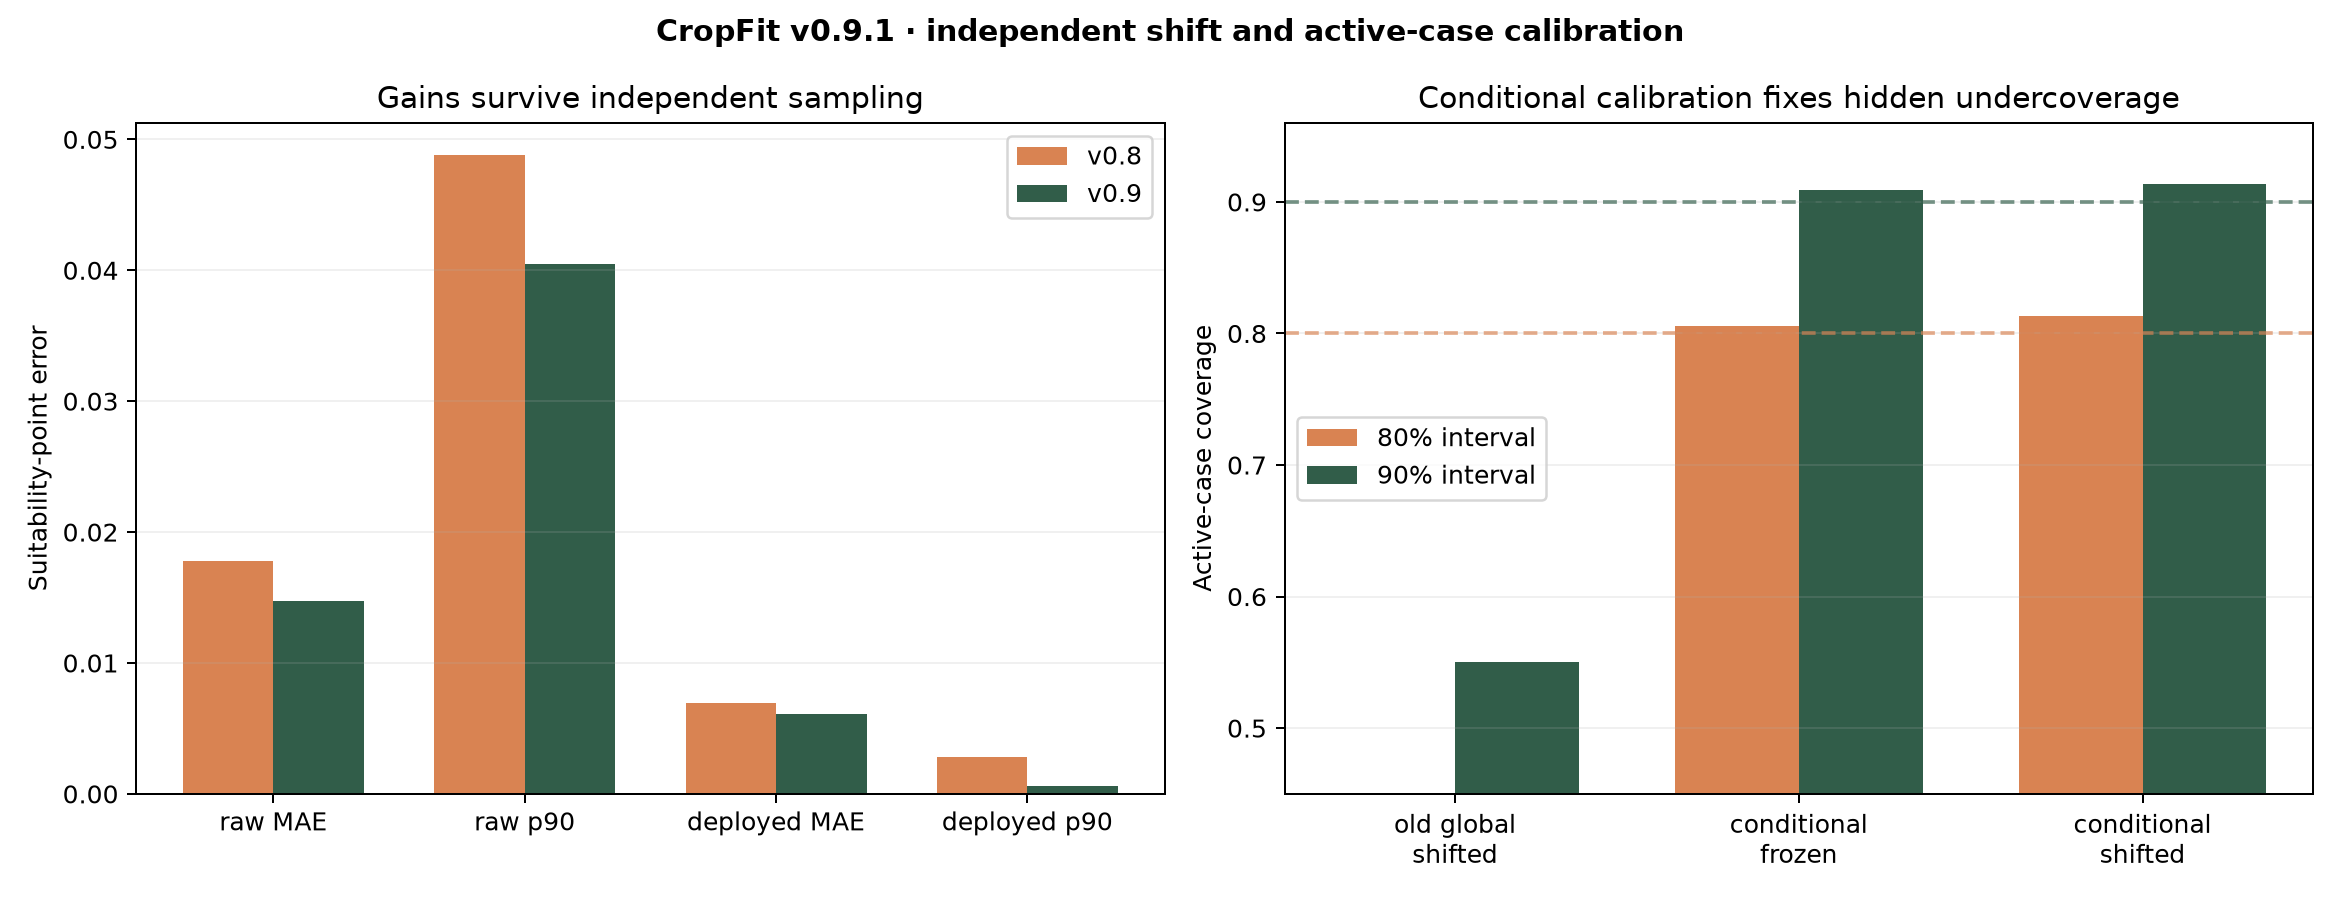 CropFit v0.9.1 · independent shift and active-case calibration
Gains survive independent sampling
Suitability-point error
0.05
0.04
0.03
0.02
0.01
0.00
v0.8
v0.9
raw MAE
raw p90
deployed MAE
deployed p90
Conditional calibration fixes hidden undercoverage
Active-case coverage
0.9
0.8
0.7
0.6
0.5
80% interval
90% interval
old global
shifted
conditional
frozen
conditional
shifted